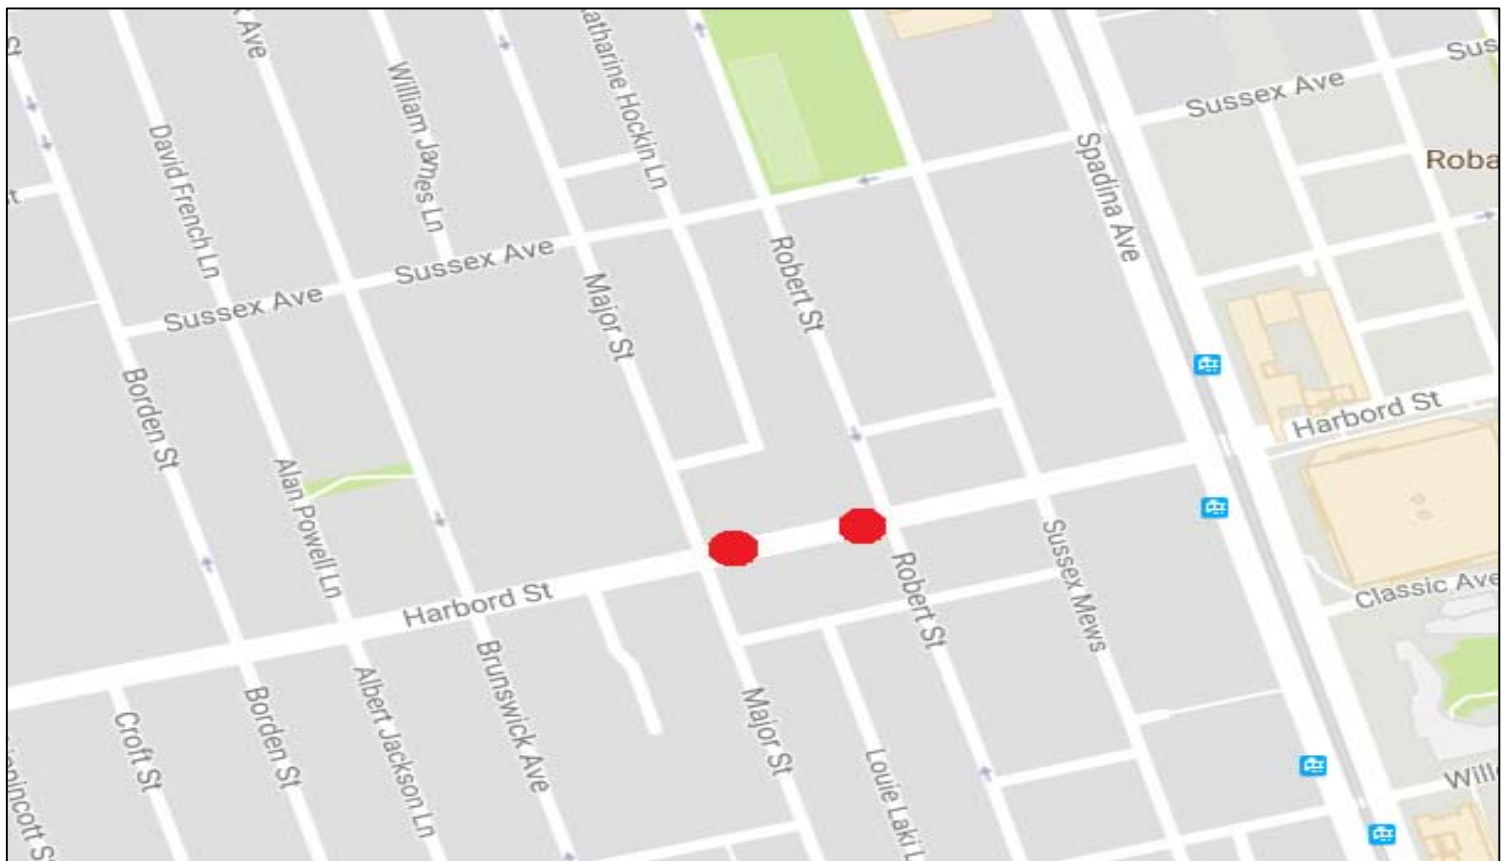 St
Ave
Sus
Sussex Ave
William James Ln
Spadina Ave
David French Ln
Roba
Robert St
Sussex Ave
Major St
Sussex Ave
Borden St
Harbord St
Alan Powell Ln
Sussex Mews
Robert St
Classic Ave
Harbord St
Brunswick Ave
Albert Jackson Ln
Borden St
Major St
Croft St
Louie Laki L